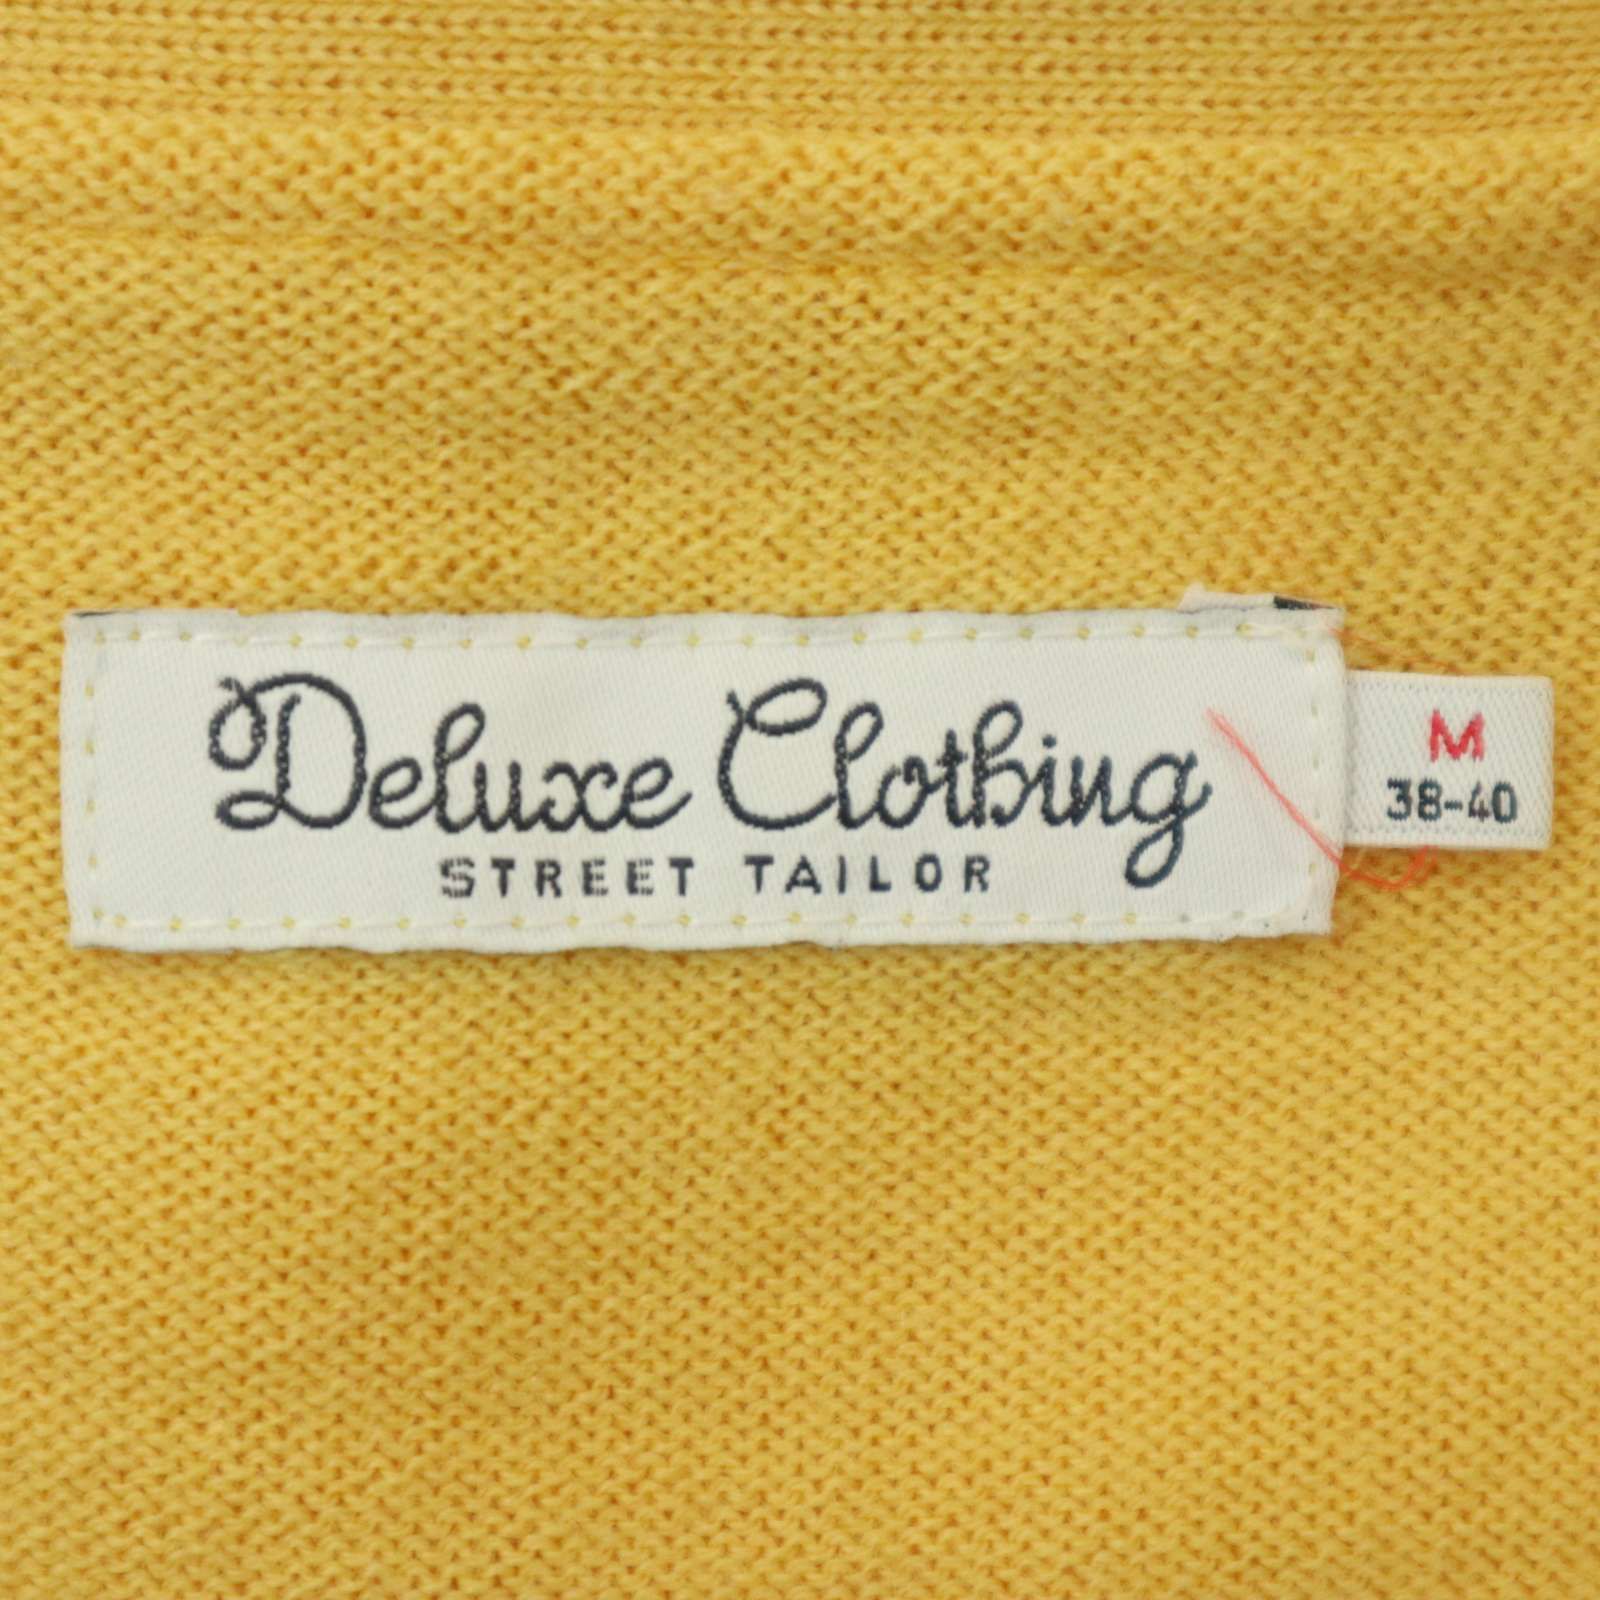 Deluxe Clothing
STREET TAILOR
M
38-40